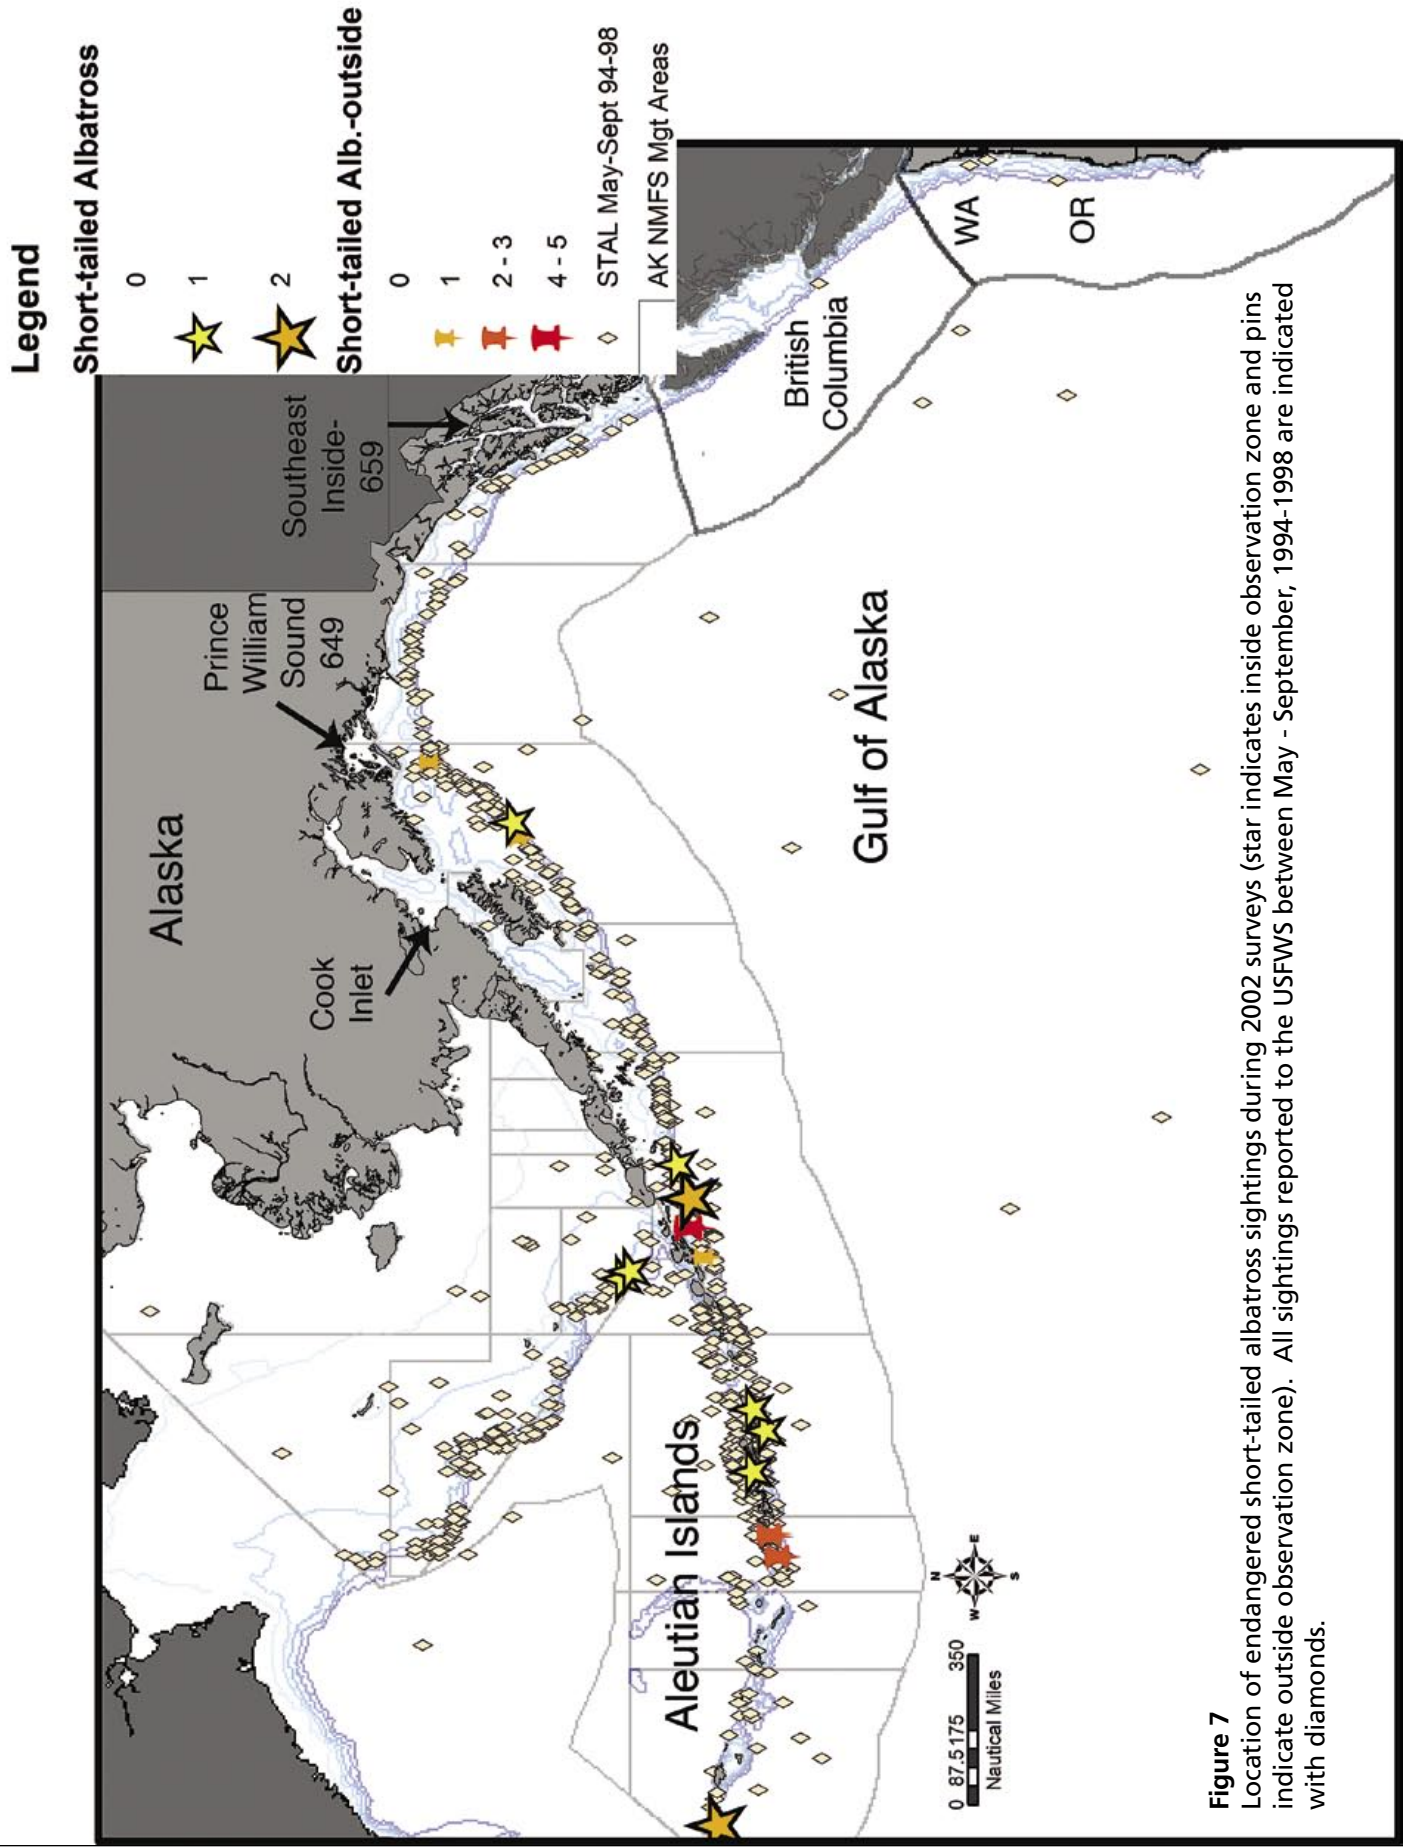 Legend
Short-tailed Albatross
0
1
2
Short-tailed Alb.-outside
0
1
2 - 3
4 - 5
STAL May-Sept 94-98
AK NMFS Mgt Areas
Alaska
Prince
William
Sound
649
Southeast
Inside-
659
Cook
Inlet
British
Columbia
WA
OR
Gulf of Alaska
Aleutian Islands
N
W
E
S
0 87.5 175 350
Nautical Miles
Figure 7
Location of endangered short-tailed albatross sightings during 2002 surveys (star indicates inside observation zone and pins
indicate outside observation zone). All sightings reported to the USFWS between May - September, 1994-1998 are indicated
with diamonds.